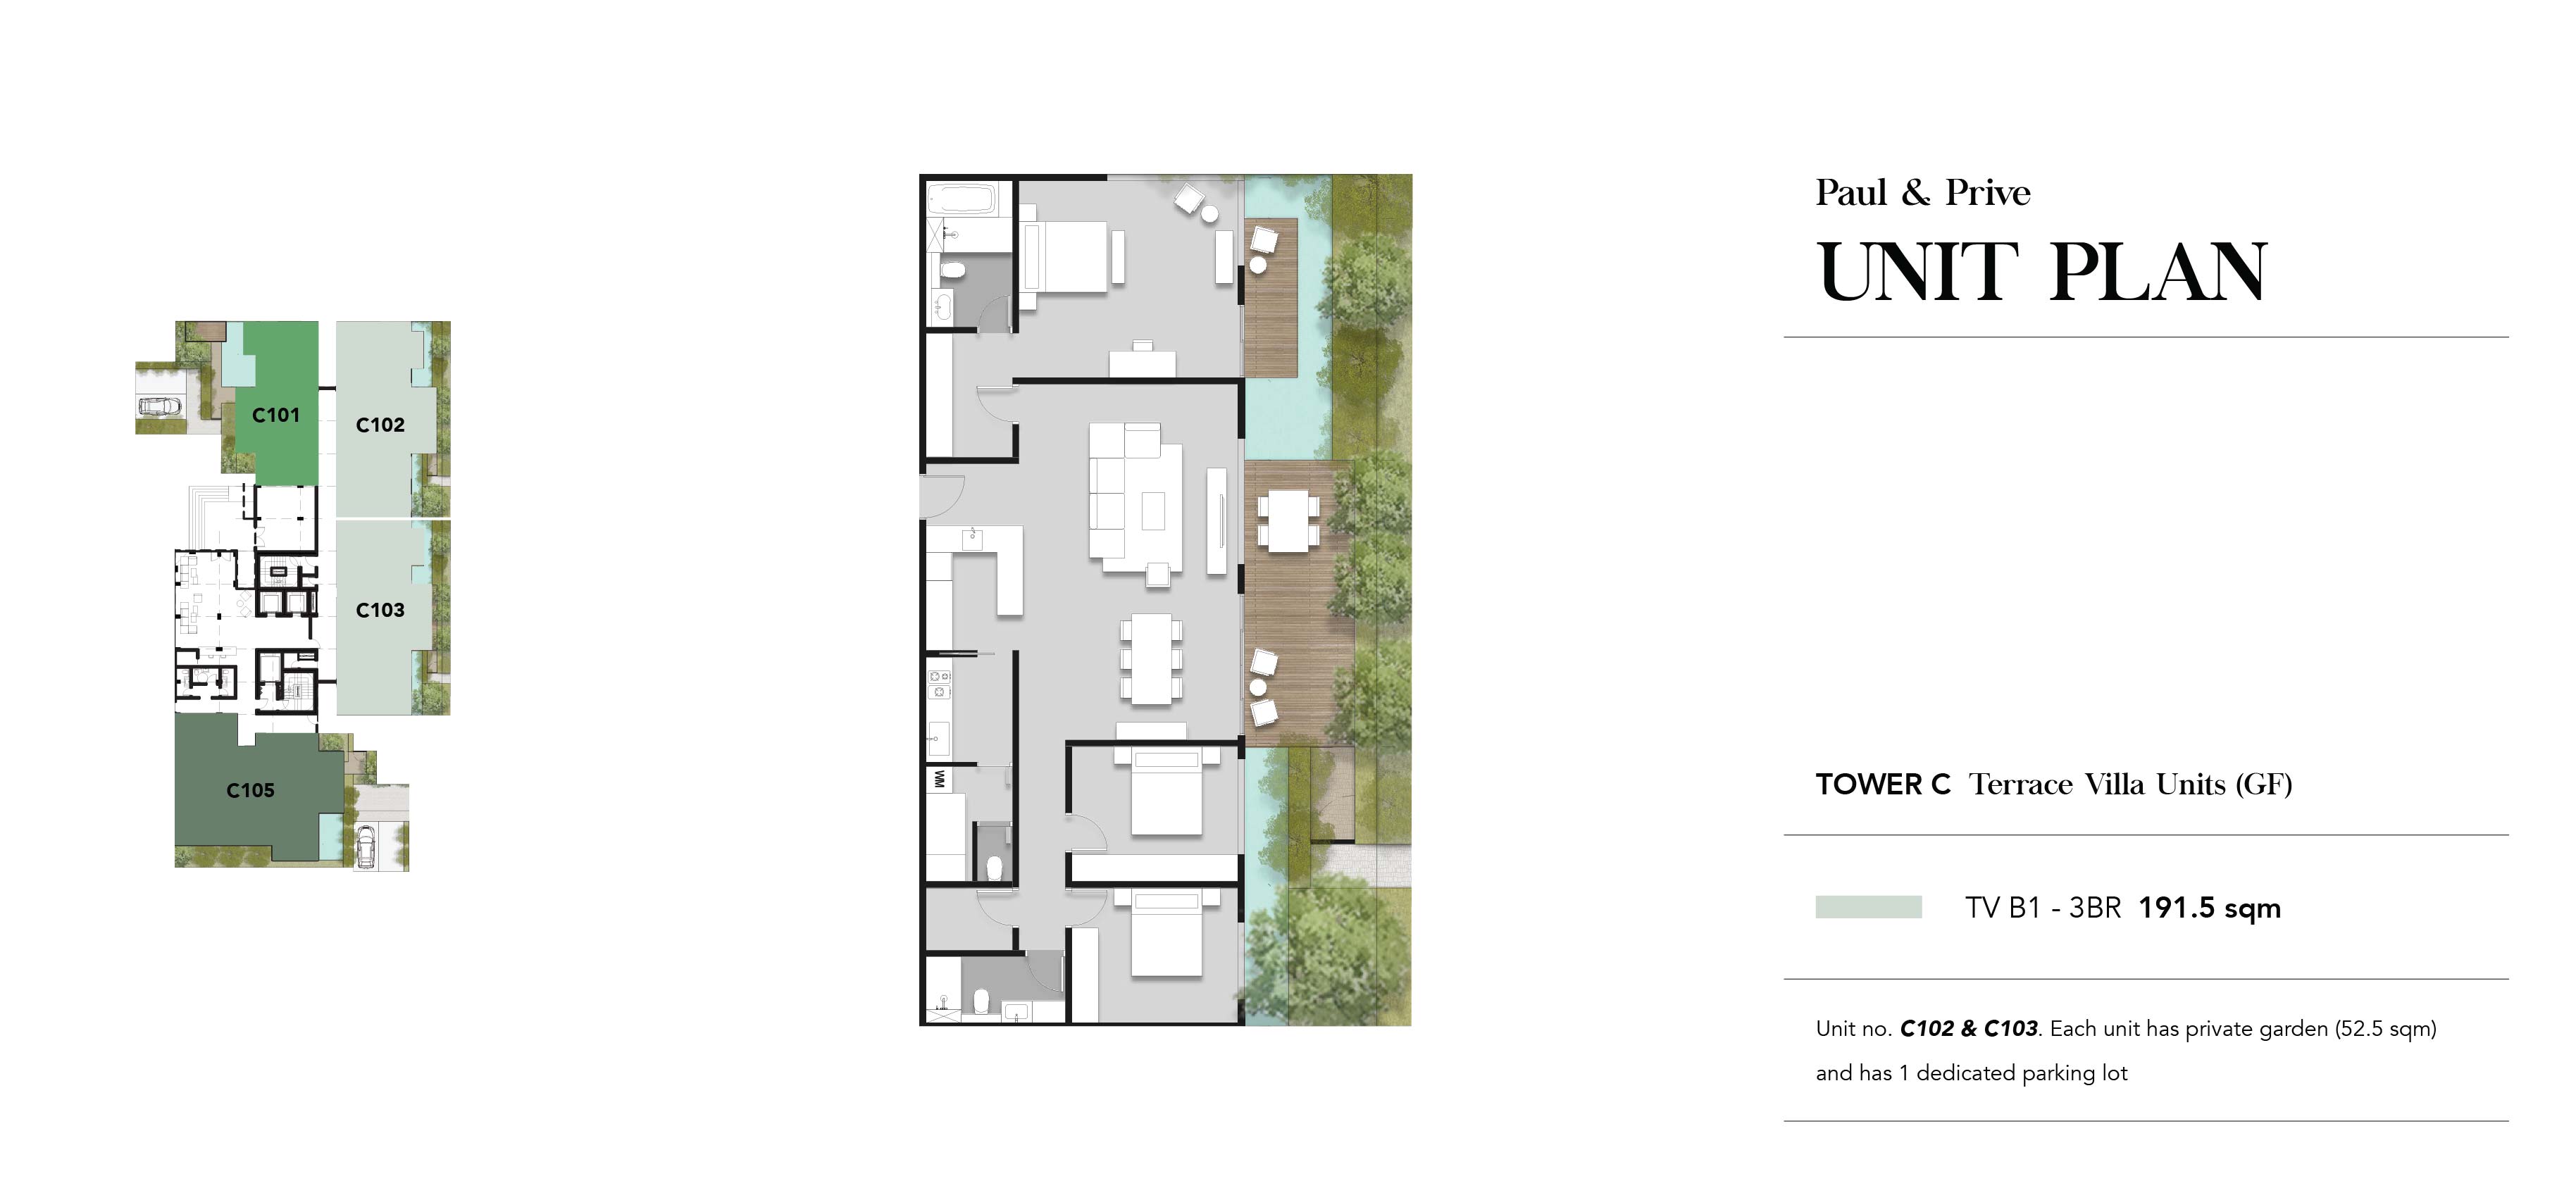 Paul & Prive
UNIT PLAN
C101
C102
C103
C105
WM
TOWER C Terrace Villa Units (GF)
TV B1 - 3BR 191.5 sqm
Unit no. C102 & C103. Each unit has private garden (52.5 sqm)
and has 1 dedicated parking lot